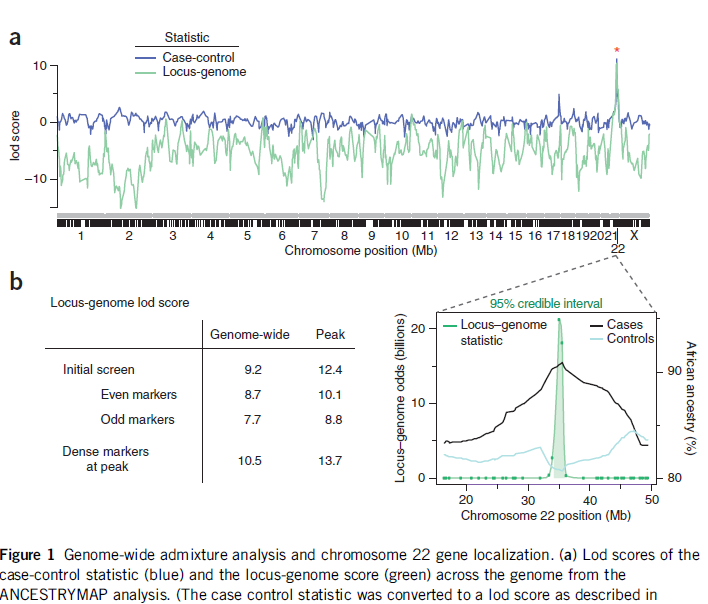 a
Statistic
Case-control
Locus-genome
10
0
–10
lod score
1 2 3 4 5 6 7 8 9 10 11 12 13 14 15 16 17 18 19 20 21 X
22
Chromosome position (Mb)
*
b
Locus-genome lod score
Genome-wide Peak
Initial screen 9.2 12.4
Even markers 8.7 10.1
Odd markers 7.7 8.8
Dense markers
at peak 10.5 13.7
95% credible interval
Locus–genome
statistic
Cases
Controls
Locus–genome odds (billions)
20
10
0
African ancestry (%)
90
80
20 30 40 50
Chromosome 22 position (Mb)
Figure 1 Genome-wide admixture analysis and chromosome 22 gene localization. (a) Lod scores of the
case-control statistic (blue) and the locus-genome score (green) across the genome from the
ANCESTRYMAP analysis. (The case control statistic was converted to a lod score as described in